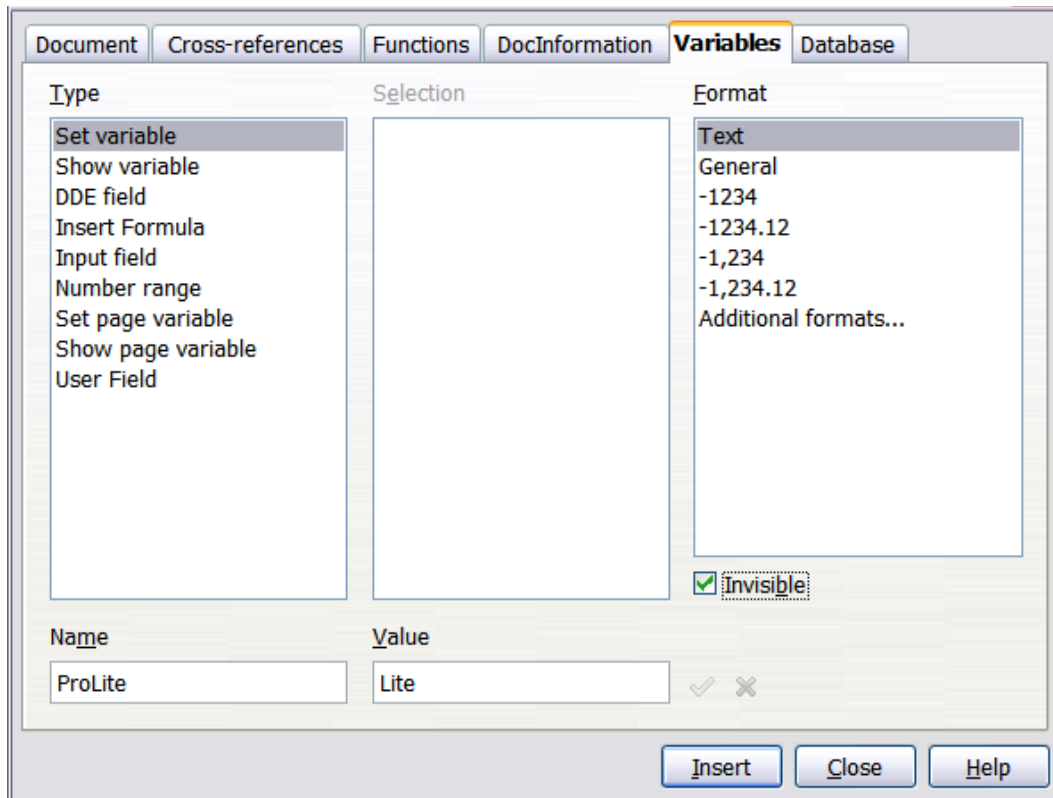 Document Cross-references Functions DocInformation Variables Database
Type
Set variable
Show variable
DDE field
Insert Formula
Input field
Number range
Set page variable
Show page variable
User Field
Selection
Format
Text
General
-1234
-1234.12
-1,234
-1,234.12
Additional formats...
Invisible
Name
ProLite
Value
Lite
Insert Close Help